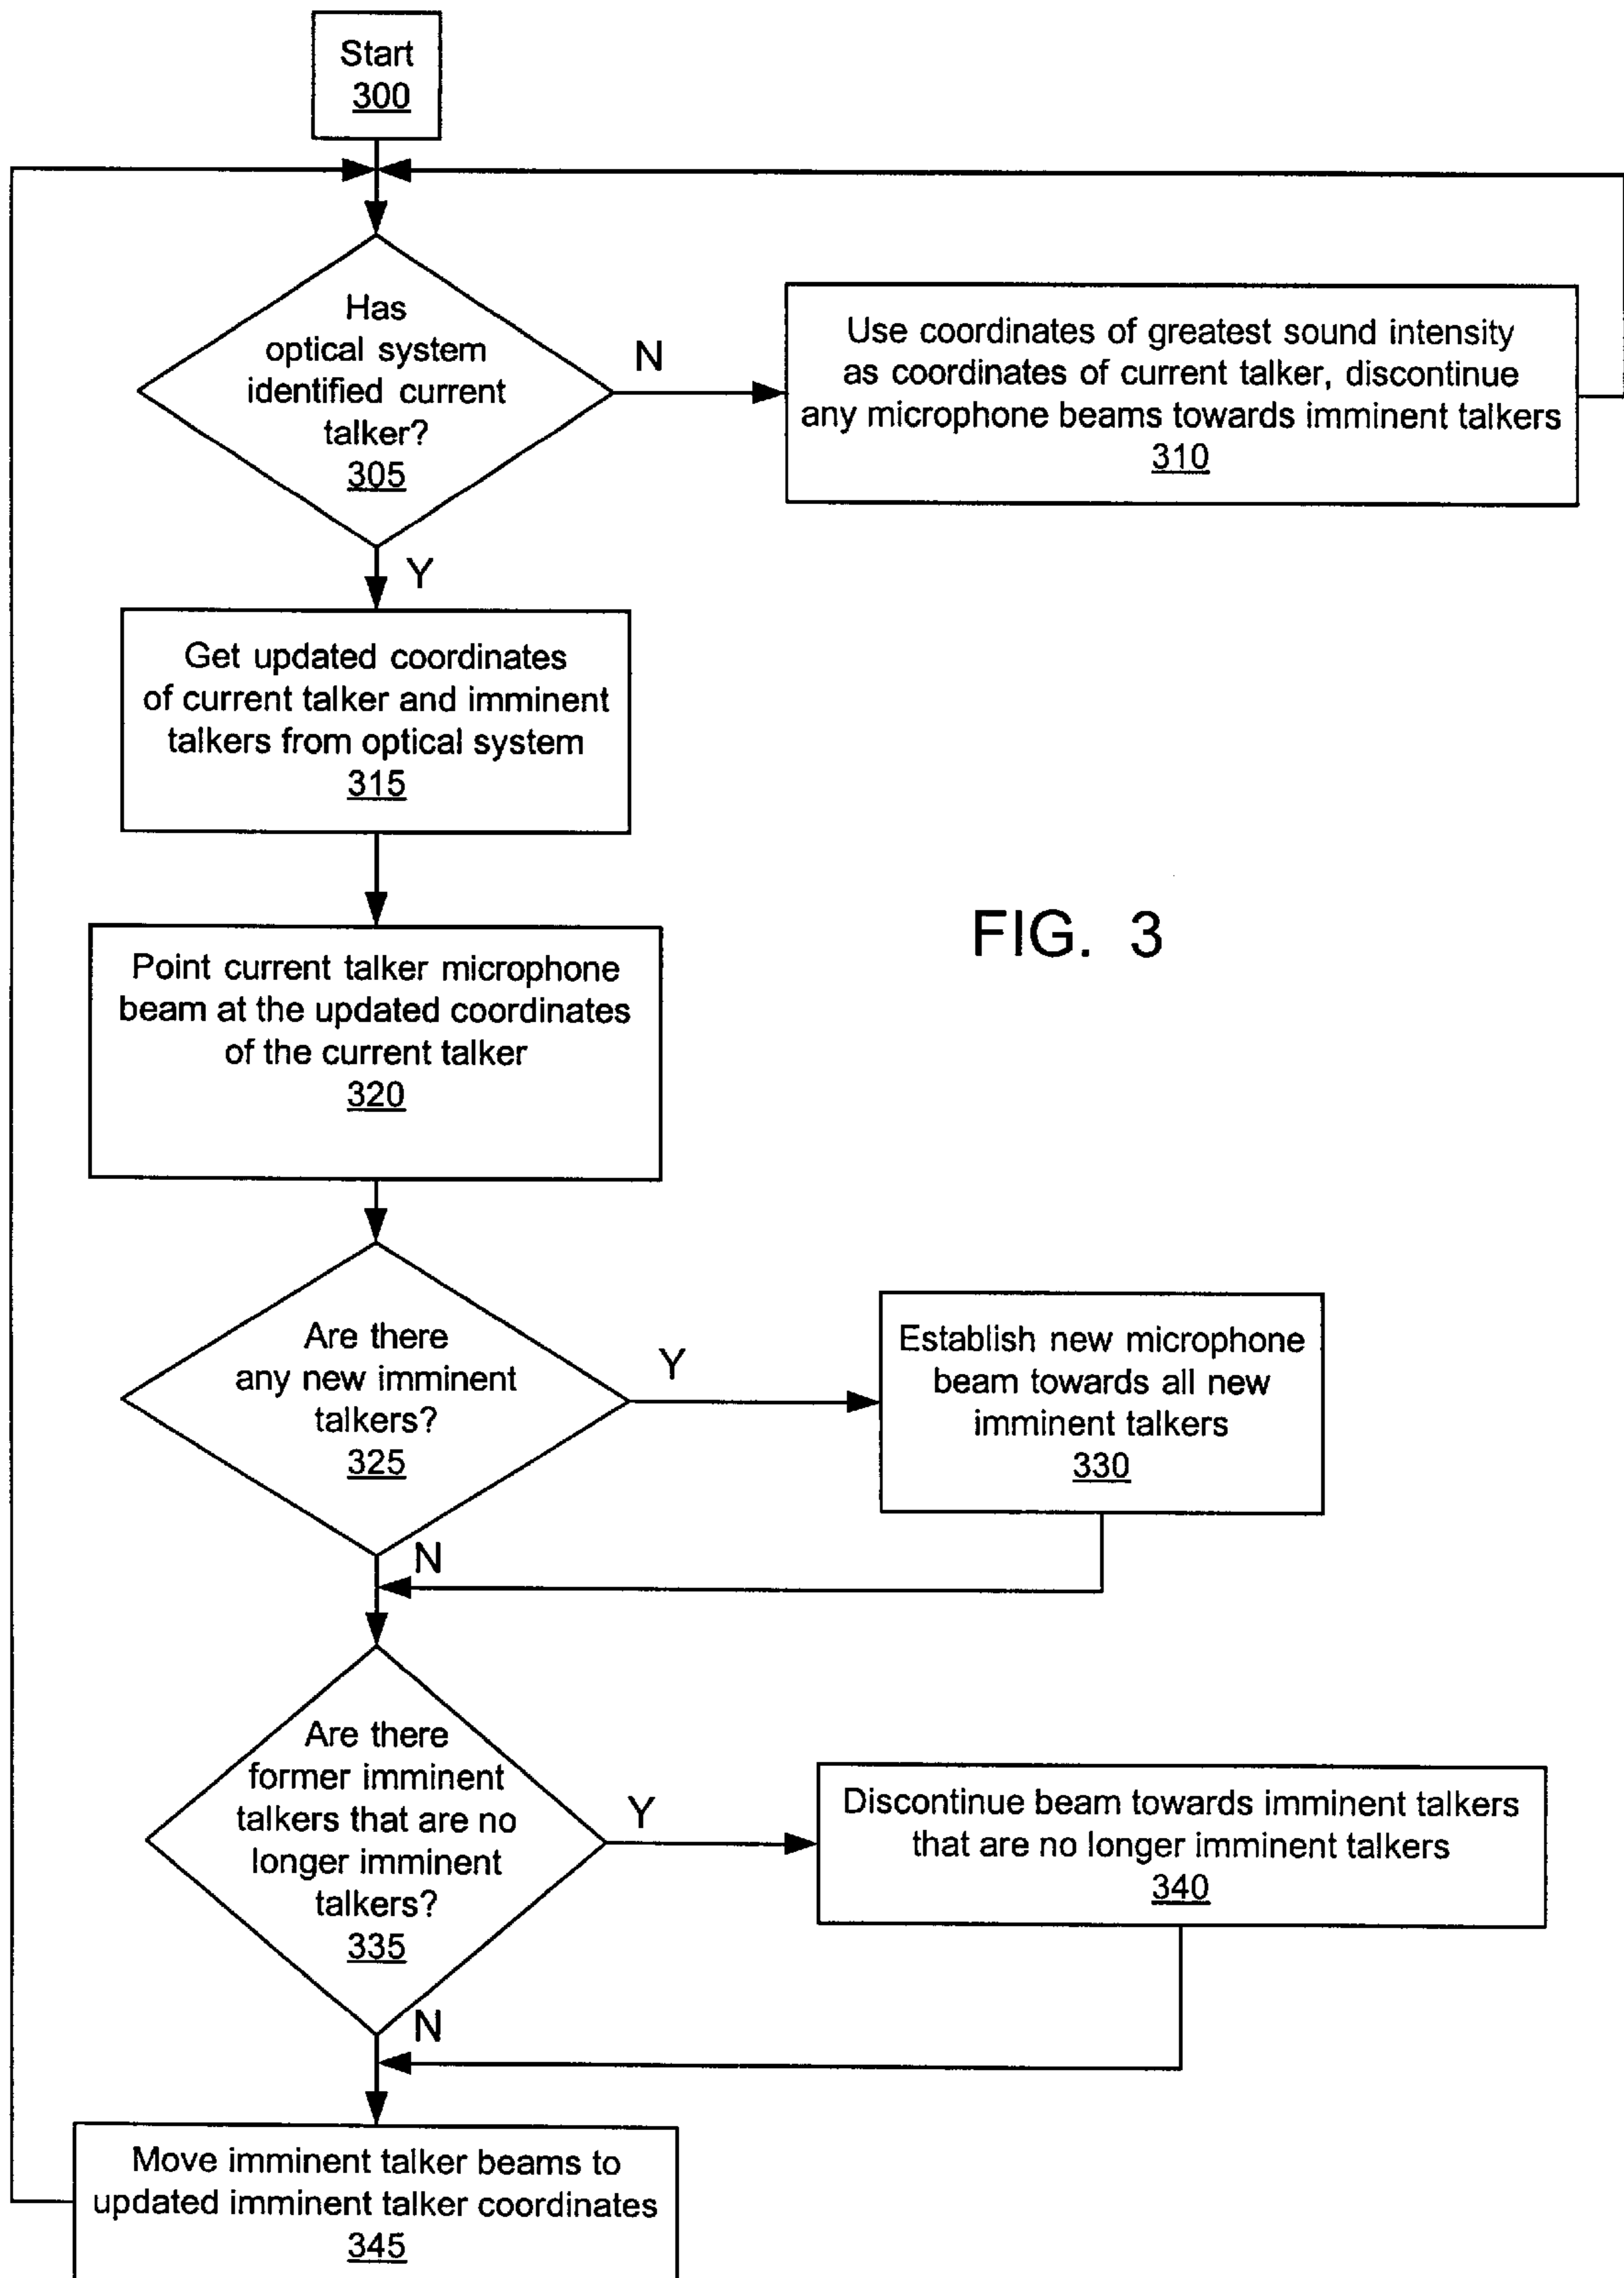 Start
300
Has
optical system
identified current
talker?
305
N
Use coordinates of greatest sound intensity
as coordinates of current talker, discontinue
any microphone beams towards imminent talkers
310
Y
Get updated coordinates
of current talker and imminent
talkers from optical system
315
FIG. 3
Point current talker microphone
beam at the updated coordinates
of the current talker
320
Are there
any new imminent
talkers?
325
Y
Establish new microphone
beam towards all new
imminent talkers
330
N
Are there
former imminent
talkers that are no
longer imminent
talkers?
335
Y
Discontinue beam towards imminent talkers
that are no longer imminent talkers
340
N
Move imminent talker beams to
updated imminent talker coordinates
345